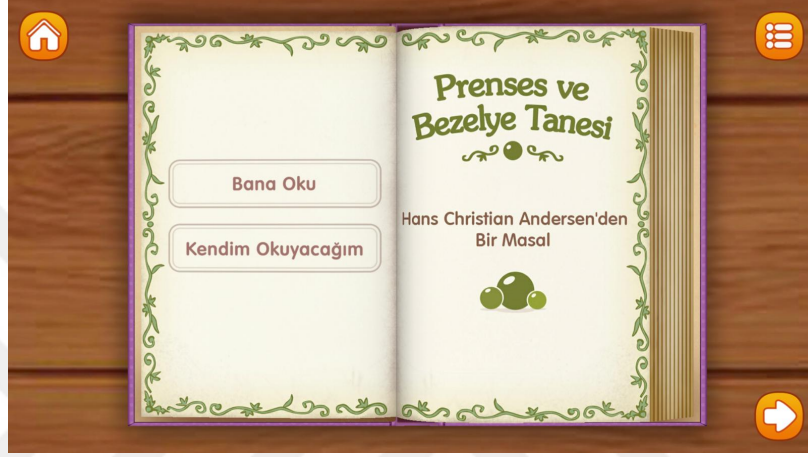 Bana Oku
Kendim Okuyacağım
Prenses ve
Bezelye Tanesi
Hans Christian Andersen'den
Bir Masal